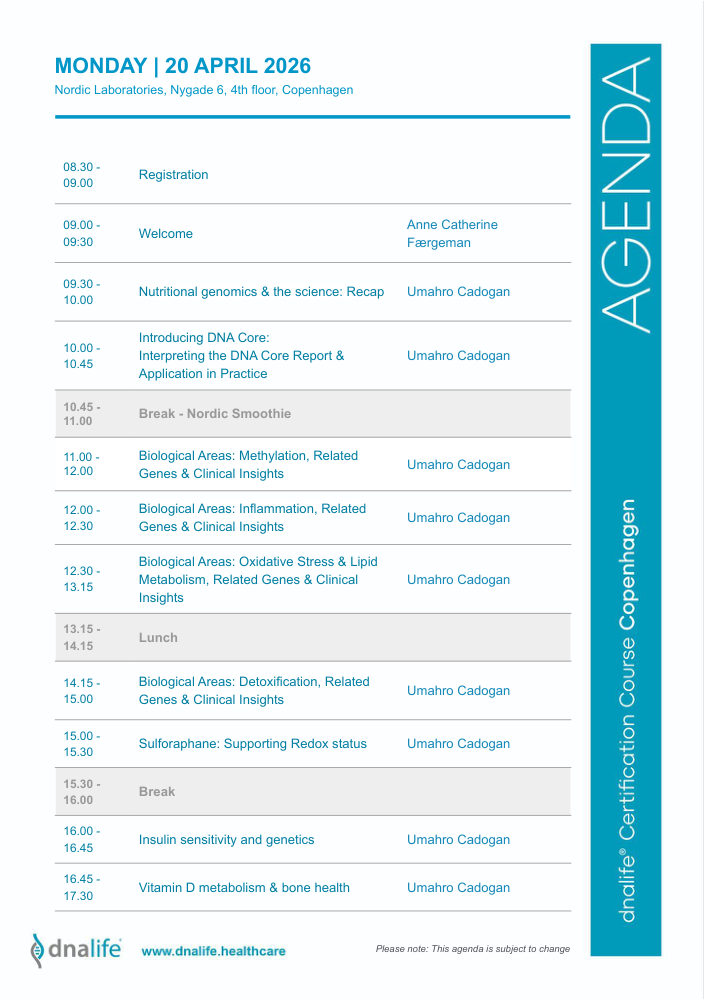 MONDAY | 20 APRIL 2026
Nordic Laboratories, Nygade 6, 4th floor, Copenhagen
08.30 -
09.00
Registration
09.00 -
09:30
Welcome
Anne Catherine
Færgeman
09.30 -
10.00
Nutritional genomics & the science: Recap
Umahro Cadogan
10.00 -
10.45
Introducing DNA Core:
Interpreting the DNA Core Report &
Application in Practice
Umahro Cadogan
10.45 -
11.00
Break - Nordic Smoothie
11.00 -
12.00
Biological Areas: Methylation, Related
Genes & Clinical Insights
Umahro Cadogan
12.00 -
12.30
Biological Areas: Inflammation, Related
Genes & Clinical Insights
Umahro Cadogan
12.30 -
13.15
Biological Areas: Oxidative Stress & Lipid
Metabolism, Related Genes & Clinical
Insights
Umahro Cadogan
13.15 -
14.15
Lunch
14.15 -
15.00
Biological Areas: Detoxification, Related
Genes & Clinical Insights
Umahro Cadogan
15.00 -
15.30
Sulforaphane: Supporting Redox status
Umahro Cadogan
15.30 -
16.00
Break
16.00 -
16.45
Insulin sensitivity and genetics
Umahro Cadogan
16.45 -
17.30
Vitamin D metabolism & bone health
Umahro Cadogan
dnalife®
www.dnalife.healthcare
Please note: This agenda is subject to change
AGENDA
dnalife® Certification Course Copenhagen